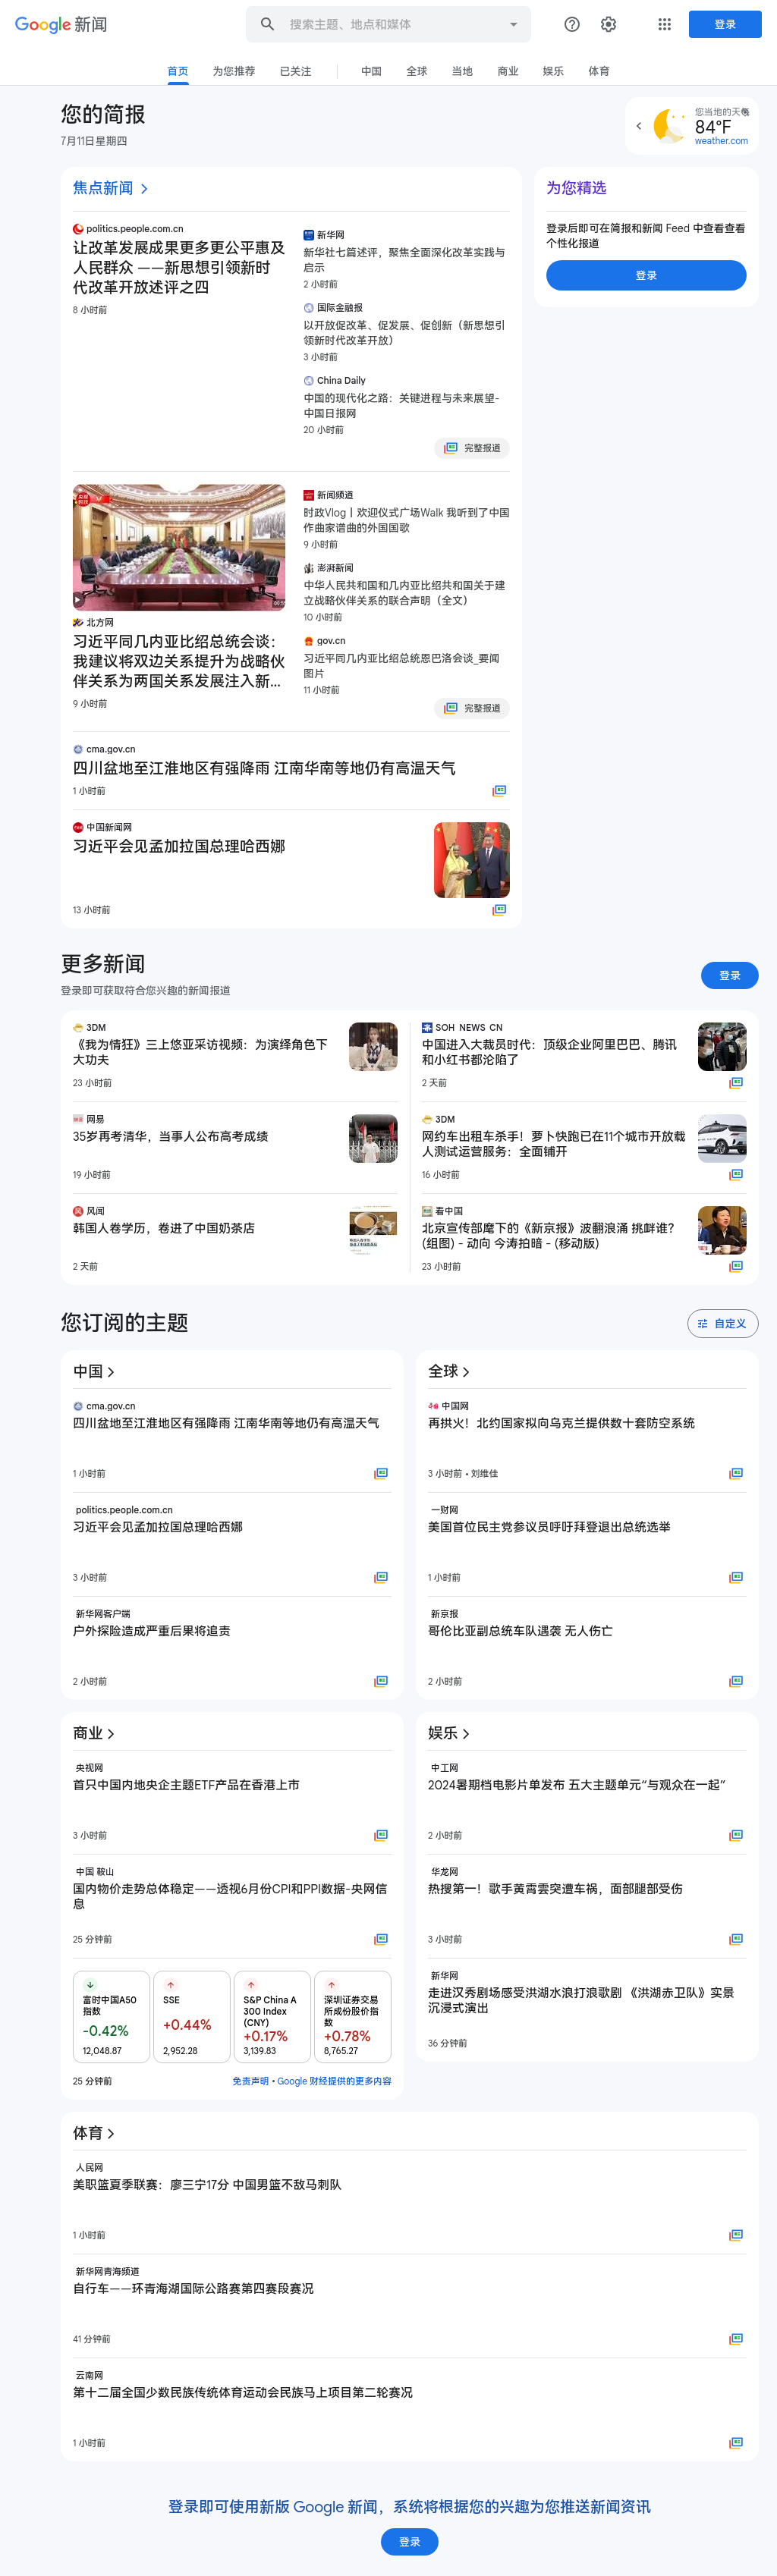 Google 新闻
搜索主题、地点和媒体
登录
首页
为您推荐
已关注
中国
全球
当地
商业
娱乐
体育
您的简报
7月11日星期四
您当地的天气
84°F
weather.com
焦点新闻
politics.people.com.cn
让改革发展成果更多更公平惠及
人民群众 ——新思想引领新时
代改革开放述评之四
8 小时前
新华网
新华社七篇述评，聚焦全面深化改革实践与
启示
2 小时前
国际金融报
以开放促改革、促发展、促创新（新思想引
领新时代改革开放）
3 小时前
China Daily
中国的现代化之路：关键进程与未来展望-
中国日报网
20 小时前
完整报道
为您精选
登录后即可在简报和新闻 Feed 中查看查看
个性化报道
登录
北方网
习近平同几内亚比绍总统会谈：
我建议将双边关系提升为战略伙
伴关系为两国关系发展注入新...
9 小时前
新闻频道
时政Vlog丨欢迎仪式广场Walk 我听到了中国
作曲家谱曲的外国国歌
9 小时前
澎湃新闻
中华人民共和国和几内亚比绍共和国关于建
立战略伙伴关系的联合声明（全文）
10 小时前
gov.cn
习近平同几内亚比绍总统恩巴洛会谈_要闻
图片
11 小时前
完整报道
cma.gov.cn
四川盆地至江淮地区有强降雨 江南华南等地仍有高温天气
1 小时前
中国新闻网
习近平会见孟加拉国总理哈西娜
13 小时前
更多新闻
登录即可获取符合您兴趣的新闻报道
登录
3DM
《我为情狂》三上悠亚采访视频：为演绎角色下
大功夫
23 小时前
网易
35岁再考清华，当事人公布高考成绩
19 小时前
风闻
韩国人卷学历，卷进了中国奶茶店
2 天前
SOH_NEWS_CN
中国进入大裁员时代：顶级企业阿里巴巴、腾讯
和小红书都沦陷了
2 天前
3DM
网约车出租车杀手！萝卜快跑已在11个城市开放载
人测试运营服务：全面铺开
16 小时前
看中国
北京宣传部麾下的《新京报》波翻浪涌 挑衅谁？
(组图) - 动向 今涛拍暗 - (移动版)
23 小时前
您订阅的主题
自定义
中国
cma.gov.cn
四川盆地至江淮地区有强降雨 江南华南等地仍有高温天气
1 小时前
politics.people.com.cn
习近平会见孟加拉国总理哈西娜
3 小时前
新华网客户端
户外探险造成严重后果将追责
2 小时前
全球
中国网
再拱火！北约国家拟向乌克兰提供数十套防空系统
3 小时前 • 刘维佳
一财网
美国首位民主党参议员呼吁拜登退出总统选举
1 小时前
新京报
哥伦比亚副总统车队遇袭 无人伤亡
2 小时前
商业
央视网
首只中国内地央企主题ETF产品在香港上市
3 小时前
中国 鞍山
国内物价走势总体稳定——透视6月份CPI和PPI数据-央网信
息
25 分钟前
富时中国A50
指数
-0.42%
12,048.87
SSE
+0.44%
2,952.28
S&P China A
300 Index
(CNY)
+0.17%
3,139.83
深圳证券交易
所成份股价指
数
+0.78%
8,765.27
25 分钟前
免责声明 • Google 财经提供的更多内容
娱乐
中工网
2024暑期档电影片单发布 五大主题单元“与观众在一起”
2 小时前
华龙网
热搜第一！歌手黄霄雲突遭车祸，面部腿部受伤
3 小时前
新华网
走进汉秀剧场感受洪湖水浪打浪歌剧 《洪湖赤卫队》实景
沉浸式演出
36 分钟前
体育
人民网
美职篮夏季联赛：廖三宁17分 中国男篮不敌马刺队
1 小时前
新华网青海频道
自行车——环青海湖国际公路赛第四赛段赛况
41 分钟前
云南网
第十二届全国少数民族传统体育运动会民族马上项目第二轮赛况
1 小时前
登录即可使用新版 Google 新闻，系统将根据您的兴趣为您推送新闻资讯
登录